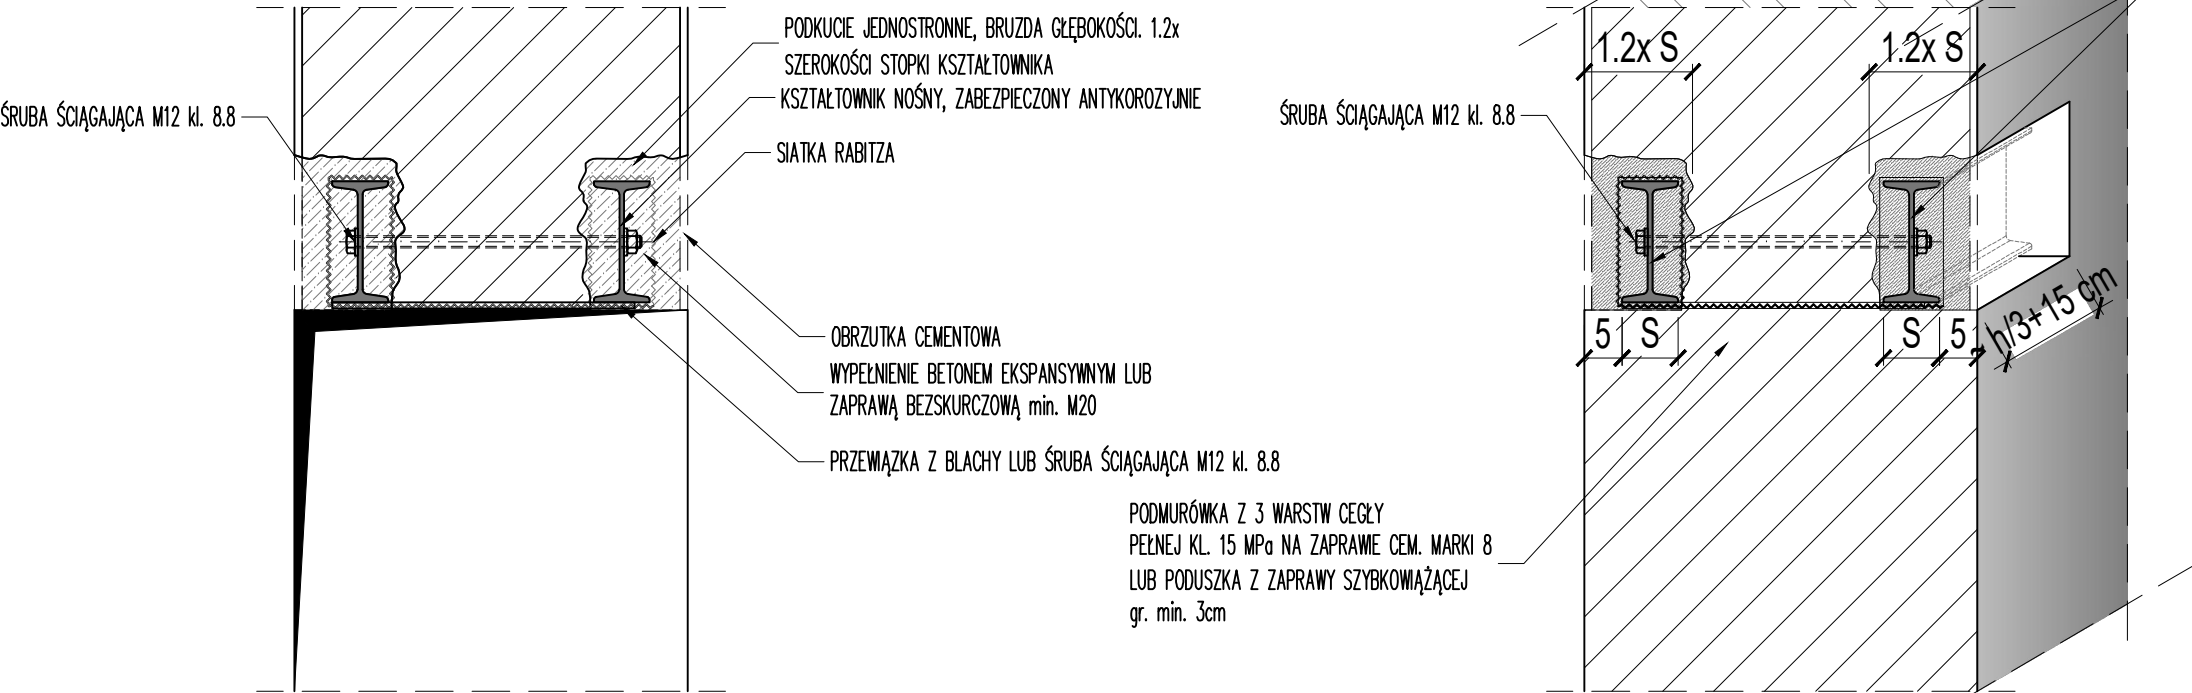 PODKUCIE JEDNOSTRONNE, BRUZDA GŁĘBOKOŚCI. 1.2x
SZEROKOŚCI STOPKI KSZTAŁTOWNIKA
KSZTAŁTOWNIK NOŚNY, ZABEZPIECZONY ANTYKOROZYJNIE
ŚRUBA ŚCIĄGAJĄCA M12 kl. 8.8
SIATKA RABITZA
OBRZUTKA CEMENTOWA
WYPEŁNIENIE BETONEM EKSPANSYWNYM LUB
ZAPRAWĄ BEZSKURCZOWĄ min. M20
PRZEWIĄZKA Z BLACHY LUB ŚRUBA ŚCIĄGAJĄCA M12 kl. 8.8
1.2x S
1.2x S
ŚRUBA ŚCIĄGAJĄCA M12 kl. 8.8
5
S
S
5
h/3+15 cm
PODMURÓWKA Z 3 WARSTW CEGŁY
PEŁNEJ KL. 15 MPa NA ZAPRAWIE CEM. MARKI 8
LUB PODUSZKA Z ZAPRAWY SZYBKOWIĄŻĄCEJ
gr. min. 3cm